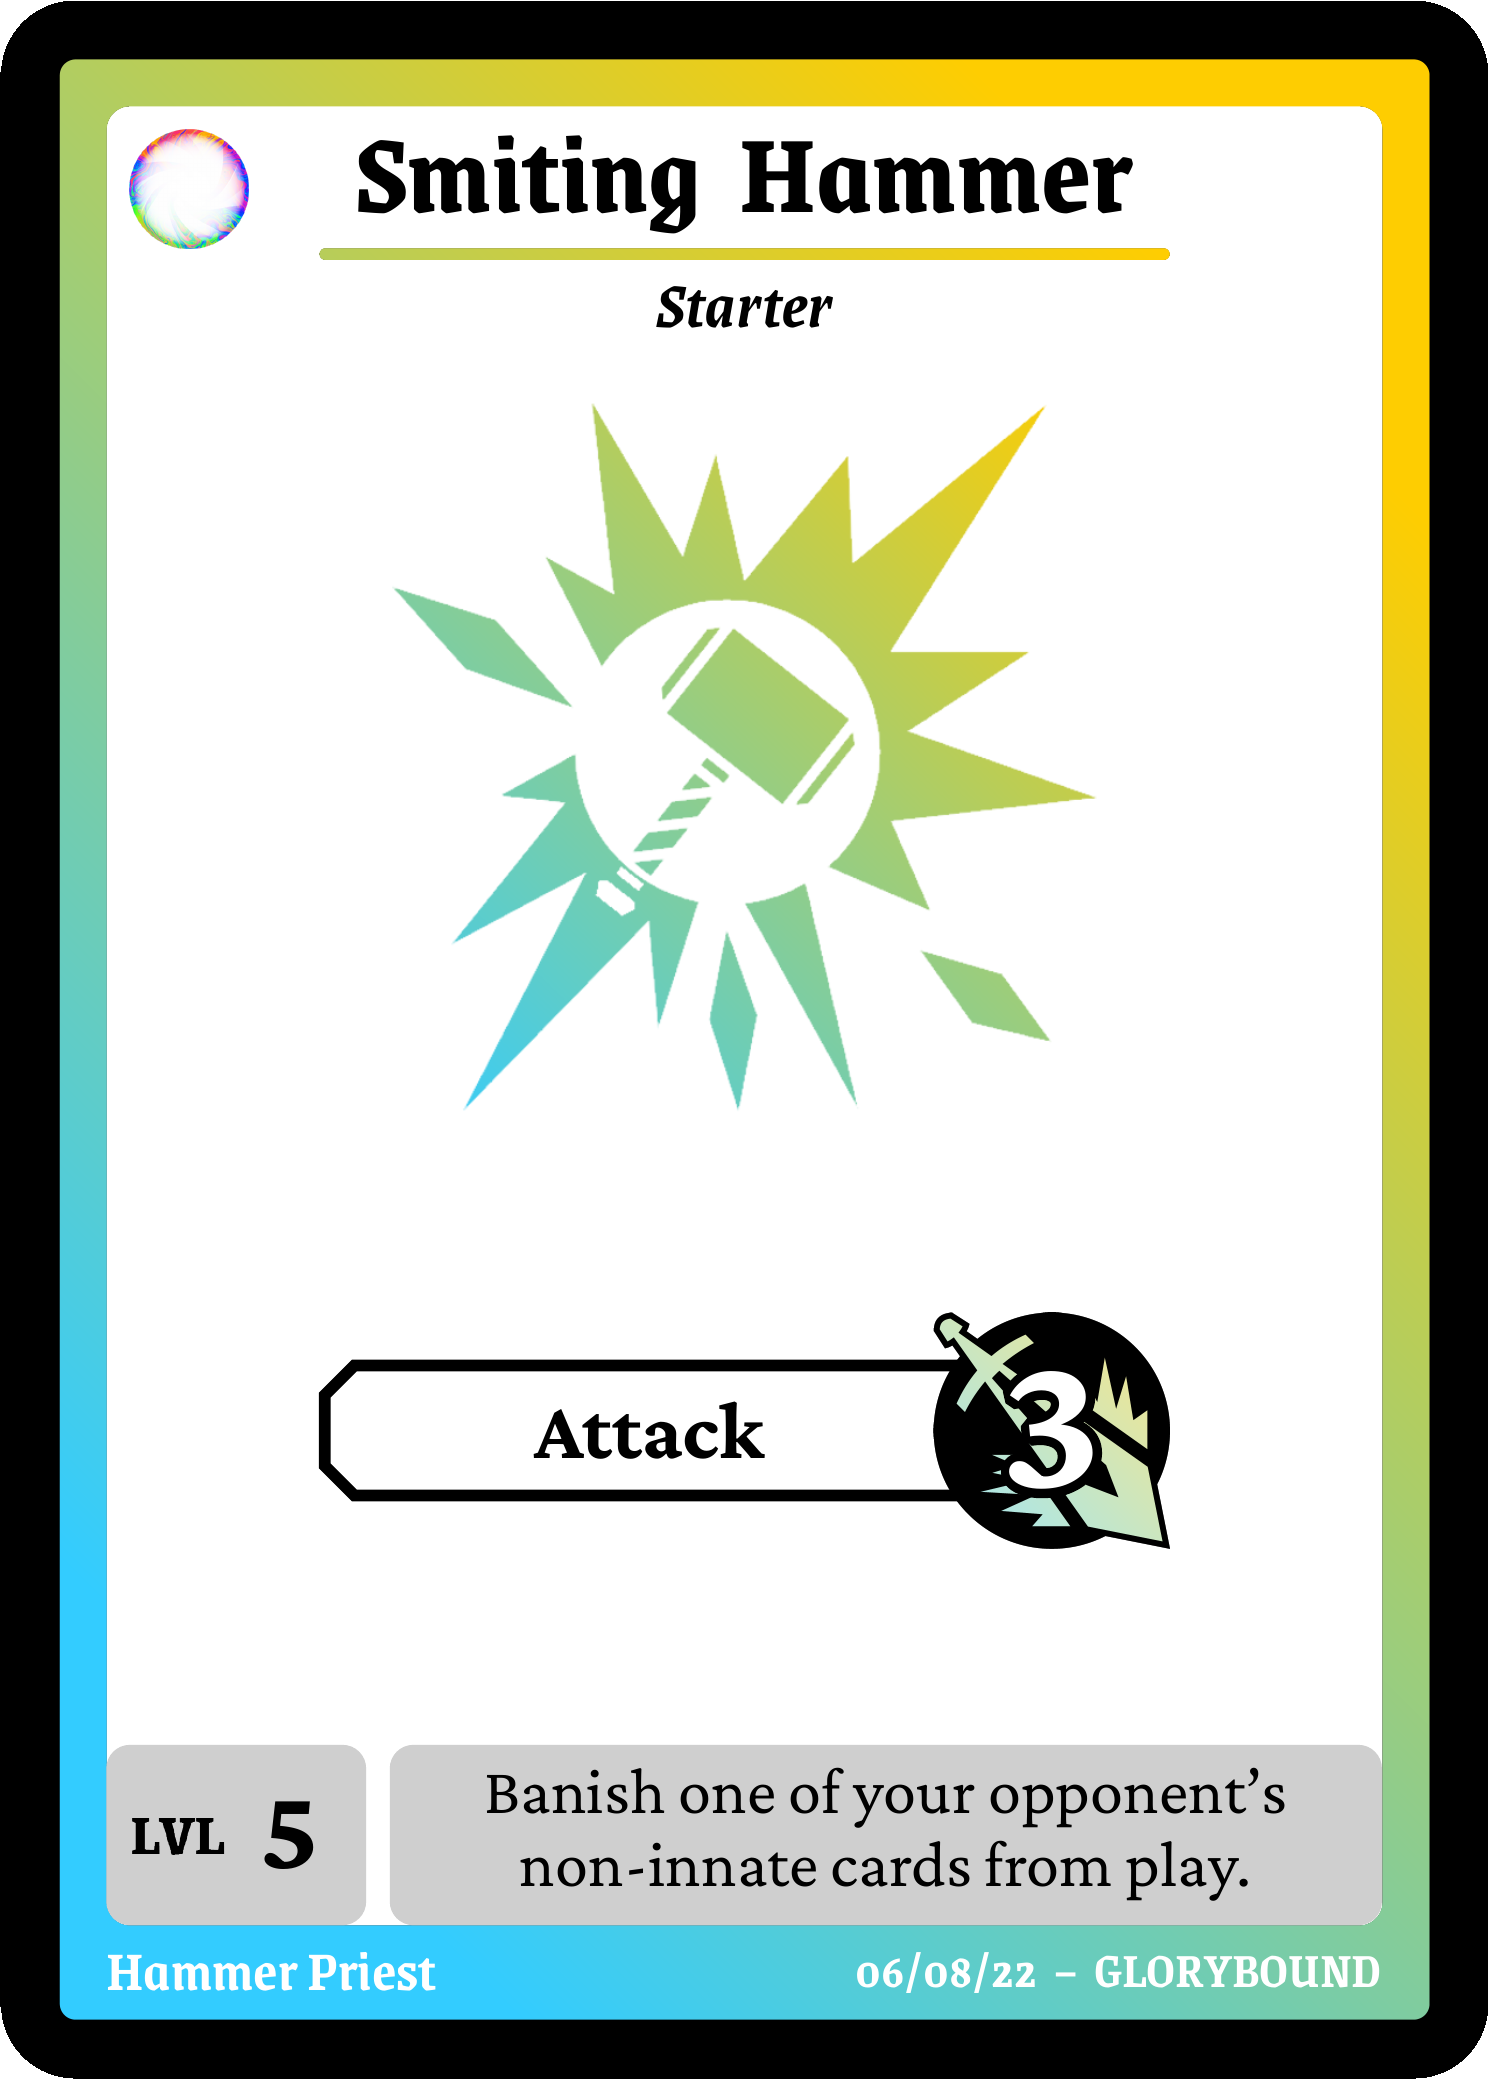 Smiting Hammer
Starter
Attack
3
LVL 5
Banish one of your opponent’s
non-innate cards from play.
Hammer Priest
06/08/22 – GLORYBOUND